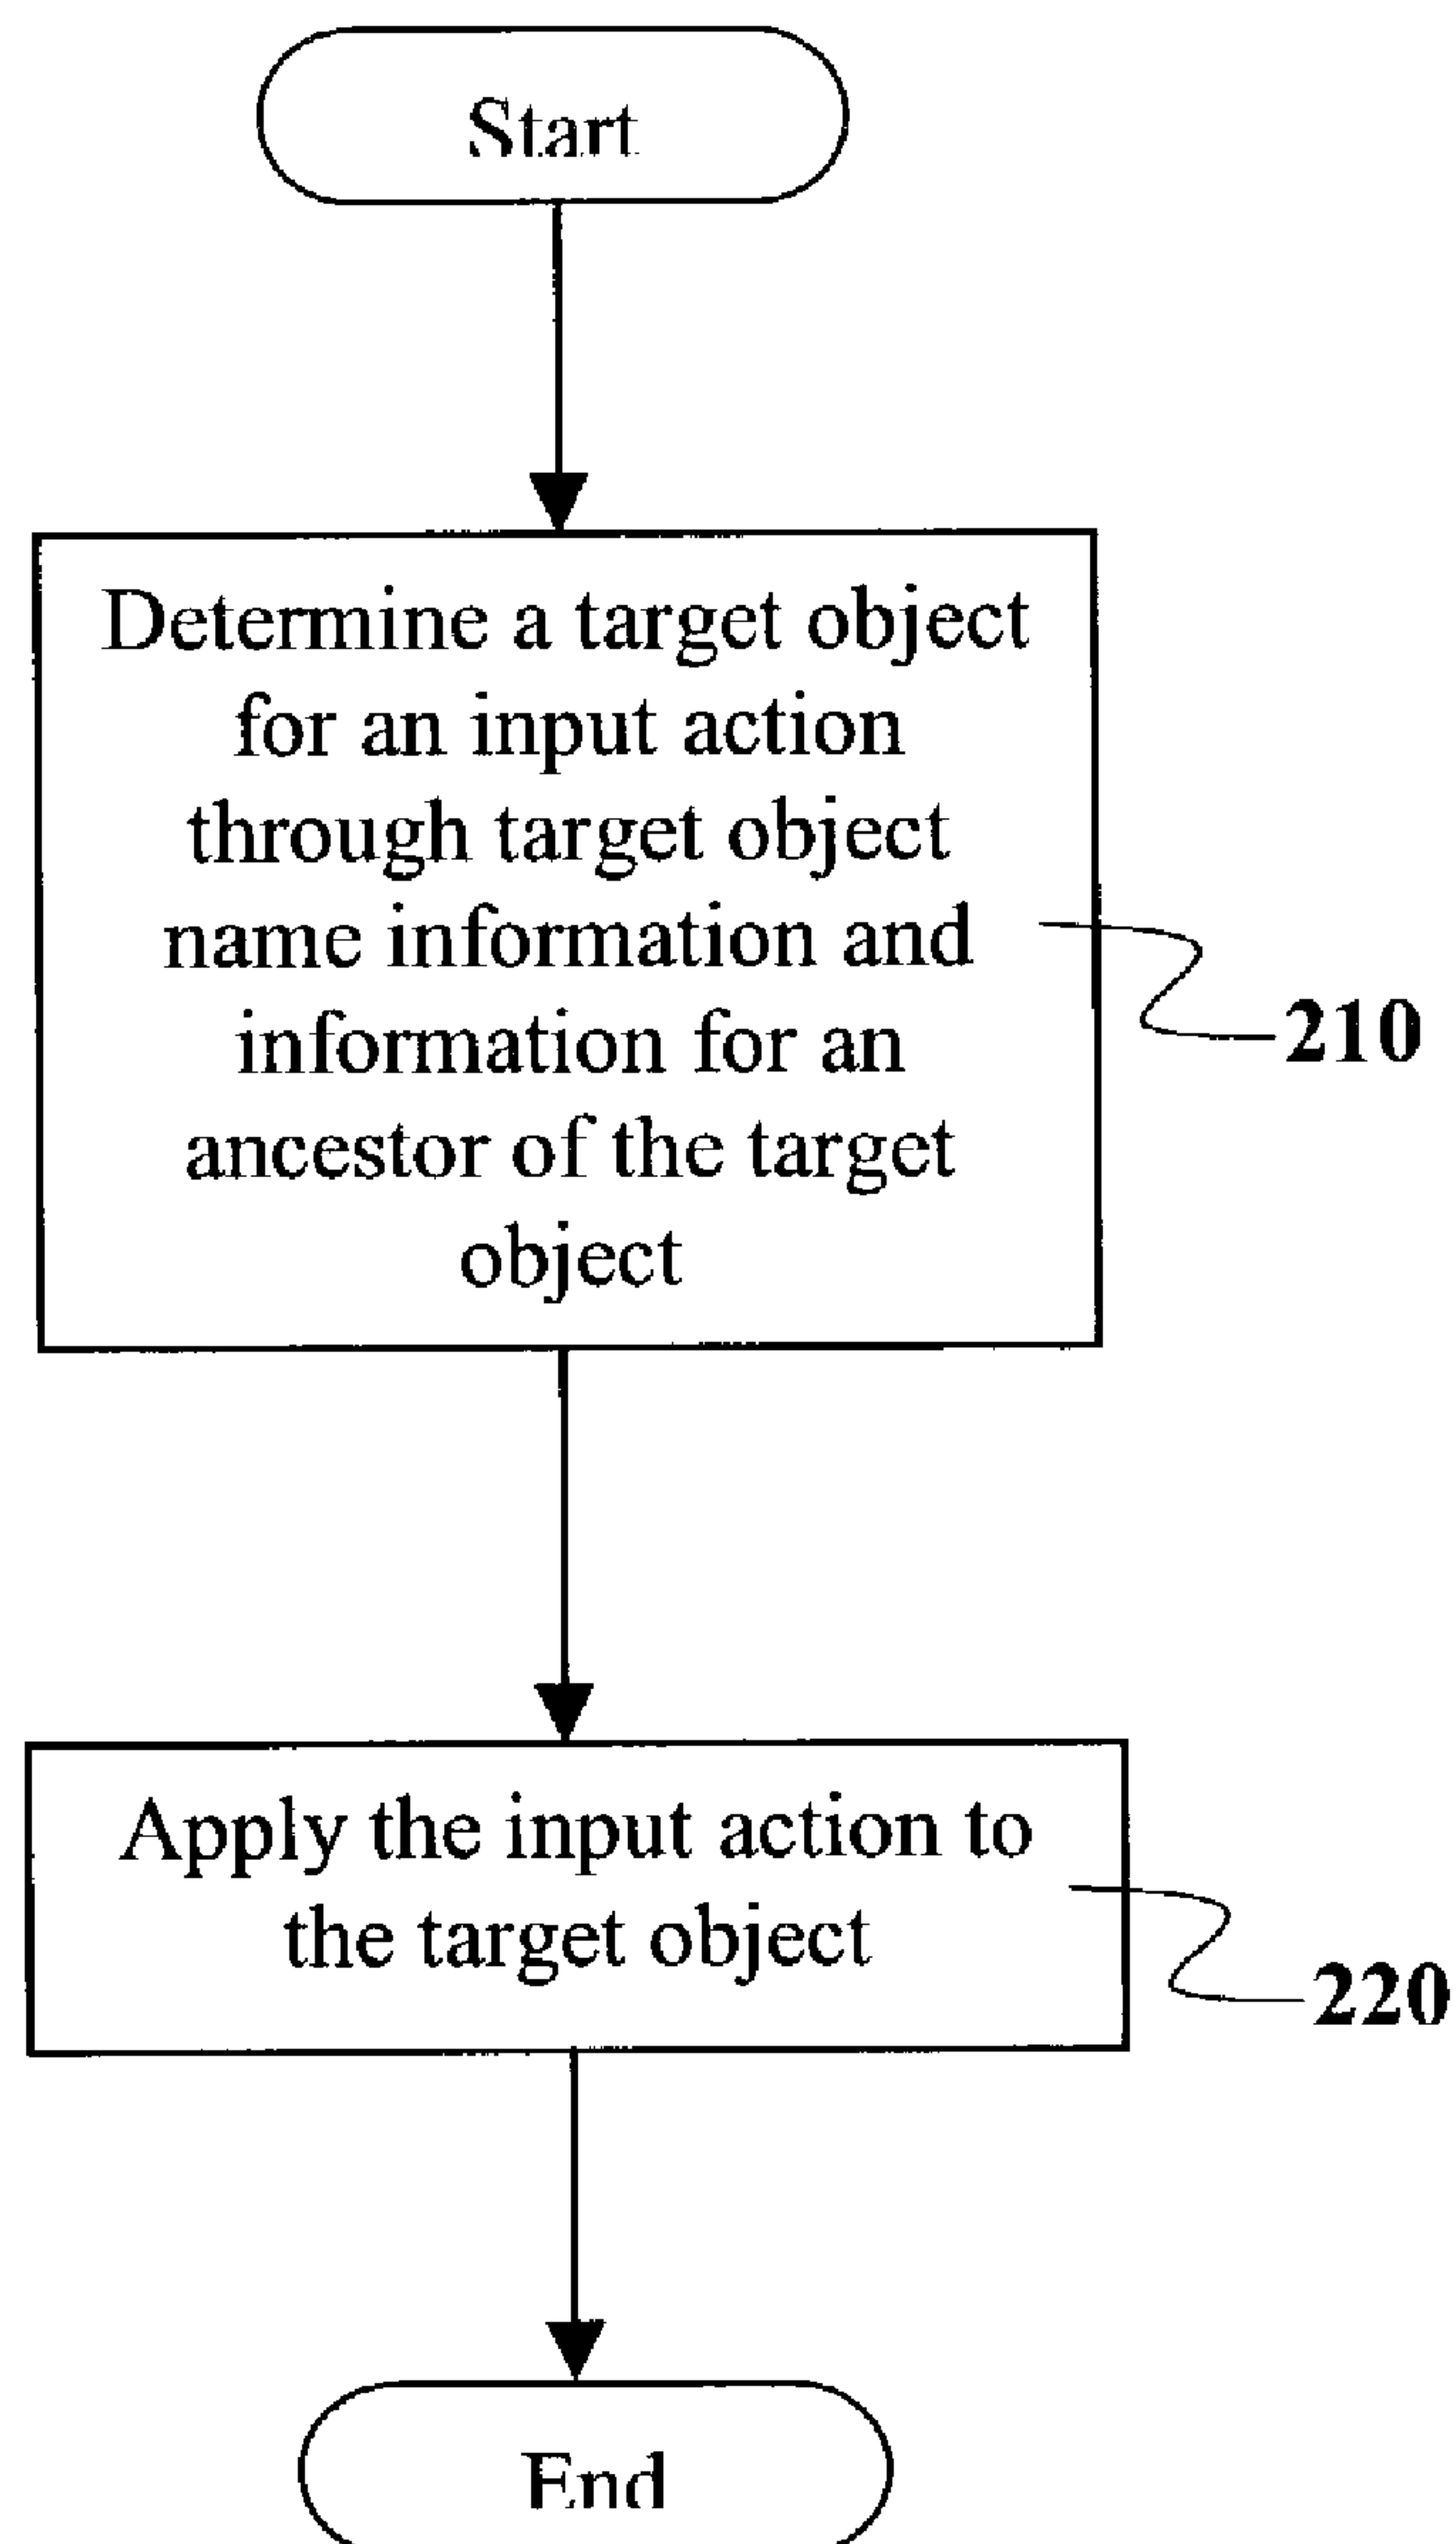 Start
Determine a target object
for an input action
through target object
name information and
information for an
ancestor of the target
object
210
Apply the input action to
the target object
220
End